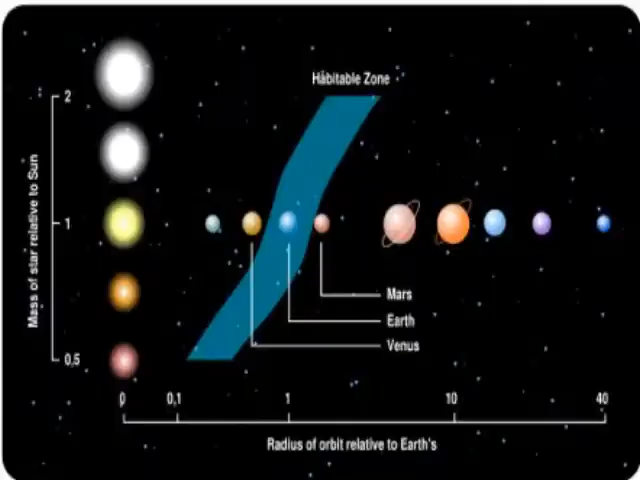 Habitable Zone
2
Mass of star relative to Sun
1
Mars
Earth
Venus
0,5
0 0,1 1 10 40
Radius of orbit relative to Earth's